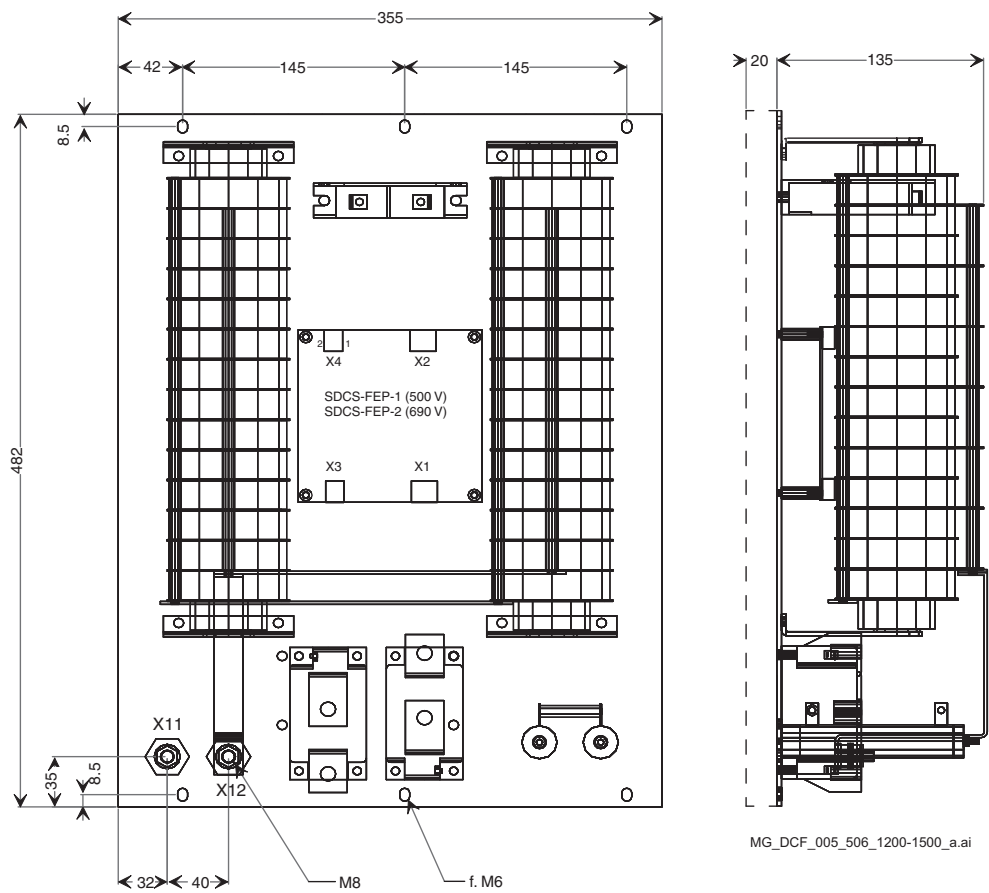 355
42
145
145
20
135
8.5
482
2
1
X4
X2
SDCS-FEP-1 (500 V)
SDCS-FEP-2 (690 V)
X3
X1
X11
X12
35
8.5
MG_DCF_005_506_1200-1500_a.ai
32
40
M8
f. M6